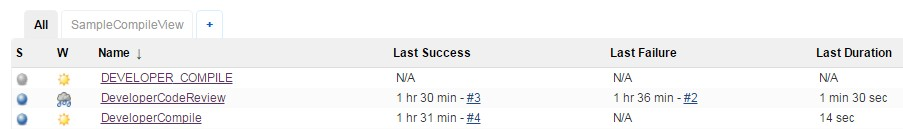 All SampleCompileView +
S W Name ↓ Last Success Last Failure Last Duration
DEVELOPER_COMPILE N/A N/A N/A
DeveloperCodeReview 1 hr 30 min - #3 1 hr 36 min - #2 1 min 30 sec
DeveloperCompile 1 hr 31 min - #4 N/A 14 sec